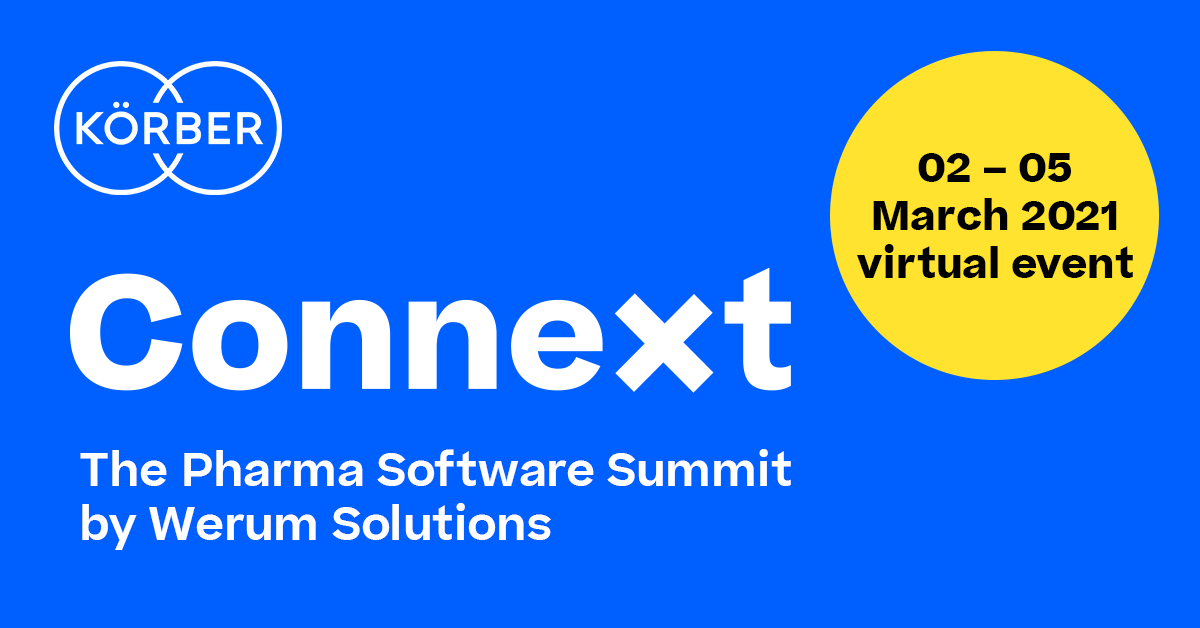 KÖRBER
02 – 05
March 2021
virtual event
Connext
The Pharma Software Summit
by Werum Solutions